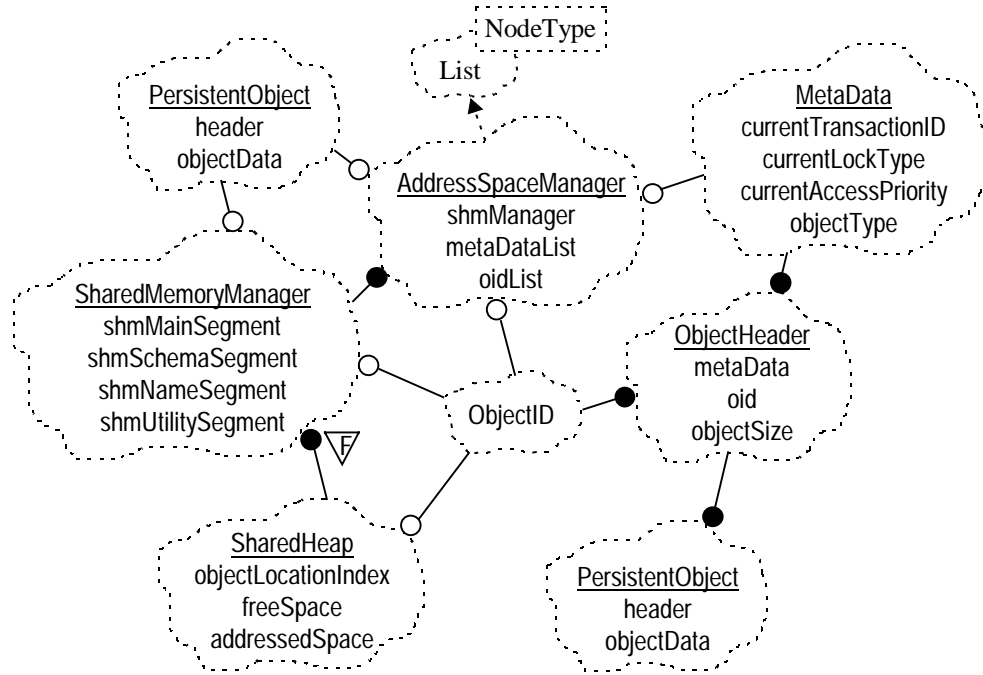 NodeType
List
PersistentObject
header
objectData
MetaData
currentTransactionID
currentLockType
currentAccessPriority
objectType
AddressSpaceManager
shmManager
metaDataList
oidList
SharedMemoryManager
shmMainSegment
shmSchemaSegment
shmNameSegment
shmUtilitySegment
F
ObjectID
ObjectHeader
metaData
oid
objectSize
SharedHeap
objectLocationIndex
freeSpace
addressedSpace
PersistentObject
header
objectData